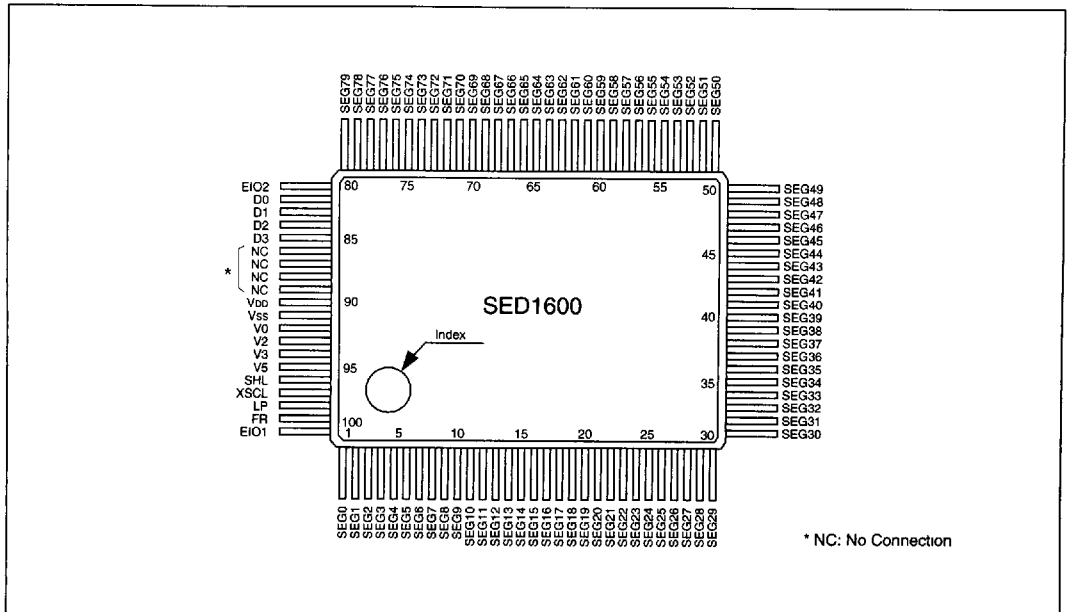 SEG79 SEG78 SEG77 SEG76 SEG75 SEG74 SEG73 SEG72 SEG71 SEG70 SEG69 SEG68 SEG67 SEG66 SEG65 SEG64 SEG63 SEG62 SEG61 SEG60 SEG59 SEG58 SEG57 SEG56 SEG55 SEG54 SEG53 SEG52 SEG51 SEG50
80 75 70 65 60 55 50
EIO2
D0
D1
D2
D3
NC
NC
NC
NC
VDD
VSS
V0
V2
V3
V5
SHL
XSCL
LP
FR
EIO1
*
85
90
95
100
SED1600
Index
45
40
35
SEG49
SEG48
SEG47
SEG46
SEG45
SEG44
SEG43
SEG42
SEG41
SEG40
SEG39
SEG38
SEG37
SEG36
SEG35
SEG34
SEG33
SEG32
SEG31
SEG30
1 5 10 15 20 25 30
SEG0 SEG1 SEG2 SEG3 SEG4 SEG5 SEG6 SEG7 SEG8 SEG9 SEG10 SEG11 SEG12 SEG13 SEG14 SEG15 SEG16 SEG17 SEG18 SEG19 SEG20 SEG21 SEG22 SEG23 SEG24 SEG25 SEG26 SEG27 SEG28 SEG29
* NC: No Connection